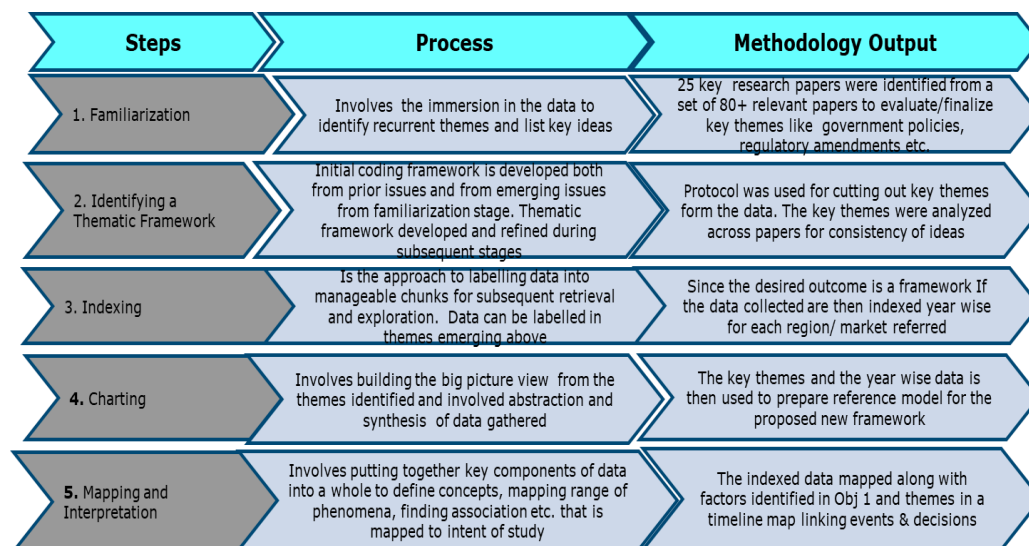 Steps
Process
Methodology Output
1. Familiarization
Involves the immersion in the data to
identify recurrent themes and list key ideas
25 key research papers were identified from a
set of 80+ relevant papers to evaluate/finalize
key themes like government policies,
regulatory amendments etc.
2. Identifying a
Thematic Framework
Initial coding framework is developed both
from prior issues and from emerging issues
from familiarization stage. Thematic
framework developed and refined during
subsequent stages
Protocol was used for cutting out key themes
form the data. The key themes were analyzed
across papers for consistency of ideas
3. Indexing
Is the approach to labelling data into
manageable chunks for subsequent retrieval
and exploration. Data can be labelled in
themes emerging above
Since the desired outcome is a framework If
the data collected are then indexed year wise
for each region/ market referred
4. Charting
Involves building the big picture view from the
themes identified and involved abstraction and
synthesis of data gathered
The key themes and the year wise data is
then used to prepare reference model for the
proposed new framework
5. Mapping and
Interpretation
Involves putting together key components of data
into a whole to define concepts, mapping range of
phenomena, finding association etc. that is
mapped to intent of study
The indexed data mapped along with
factors identified in Obj 1 and themes in a
timeline map linking events & decisions